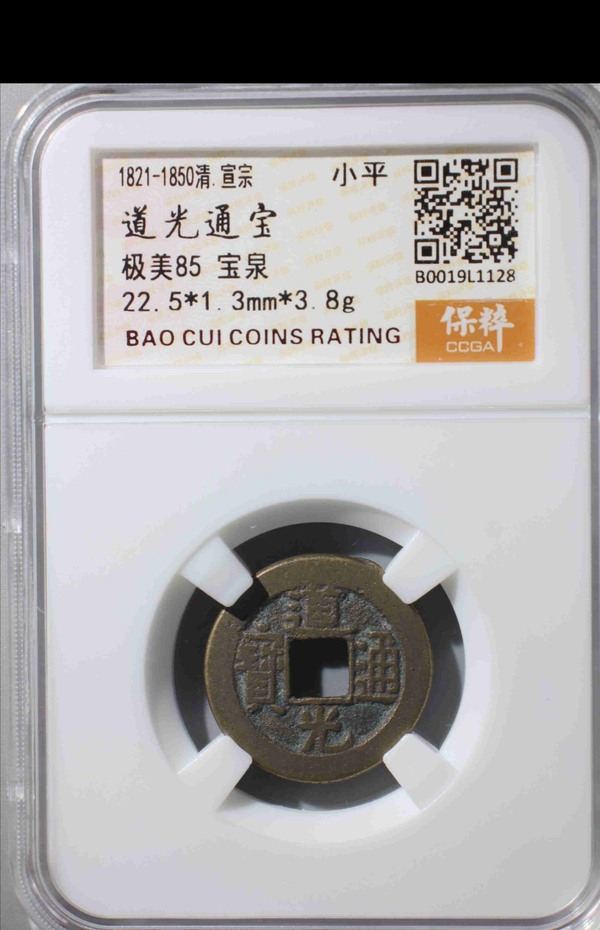 1821-1850清.宣宗 小平
道光通宝
极美85 宝泉
22.5*1.3mm*3.8g
BAO CUI COINS RATING
B0019L1128
保粹
CCGA
道光通寶